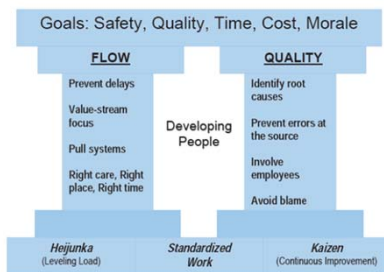 Goals: Safety, Quality, Time, Cost, Morale
FLOW
Prevent delays
Value-stream
focus
Pull systems
Right care, Right
place, Right time
Developing
People
QUALITY
Identify root
causes
Prevent errors at
the source
Involve
employees
Avoid blame
Heijunka
(Leveling Load)
Standardized
Work
Kaizen
(Continuous Improvement)